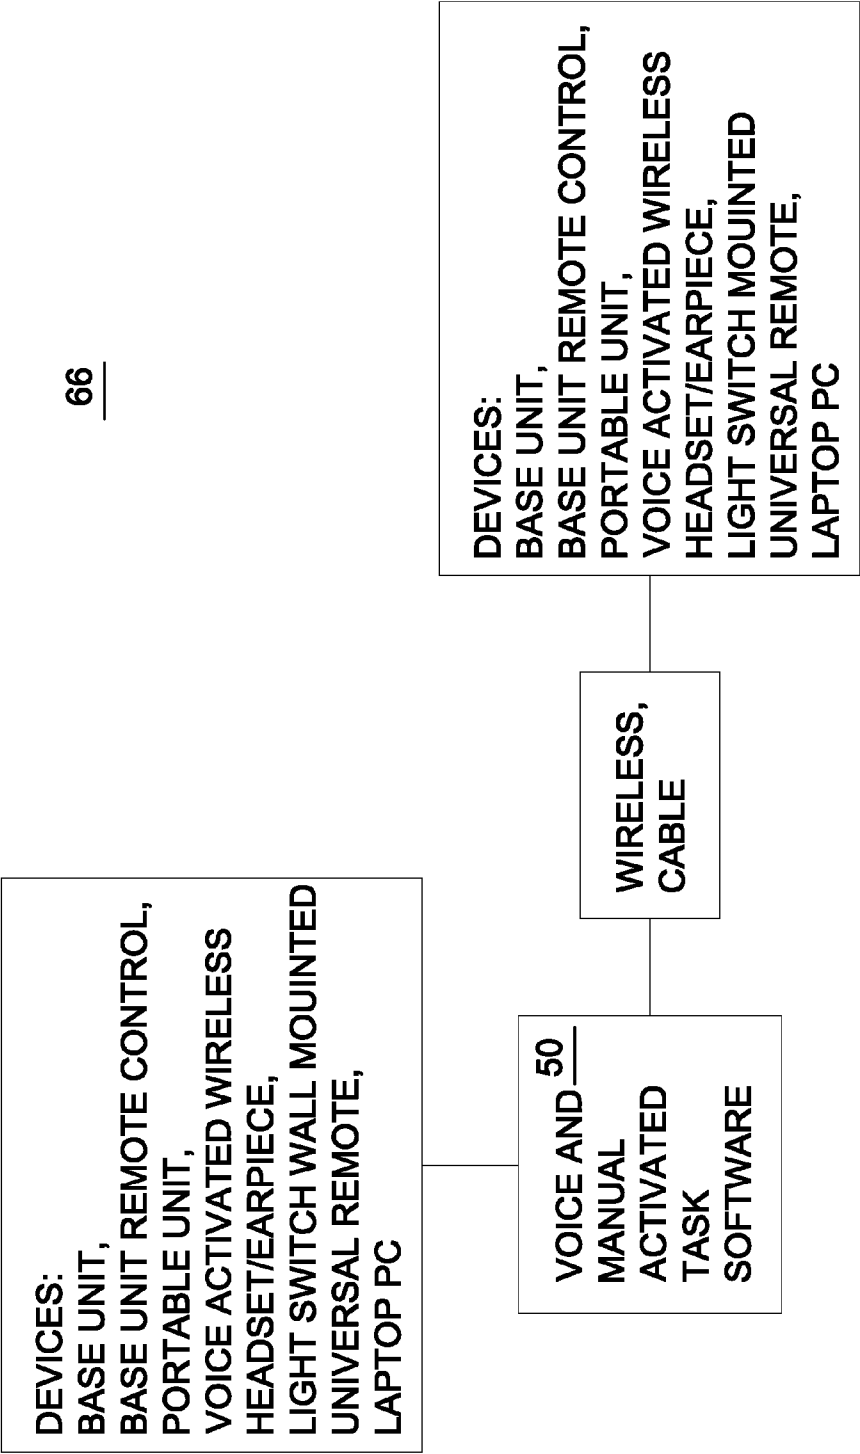 66
DEVICES:
BASE UNIT,
BASE UNIT REMOTE CONTROL,
PORTABLE UNIT,
VOICE ACTIVATED WIRELESS
HEADSET/EARPIECE,
LIGHT SWITCH WALL MOUINTED
UNIVERSAL REMOTE,
LAPTOP PC
VOICE AND 50
MANUAL
ACTIVATED
TASK
SOFTWARE
WIRELESS,
CABLE
DEVICES:
BASE UNIT,
BASE UNIT REMOTE CONTROL,
PORTABLE UNIT,
VOICE ACTIVATED WIRELESS
HEADSET/EARPIECE,
LIGHT SWITCH MOUINTED
UNIVERSAL REMOTE,
LAPTOP PC